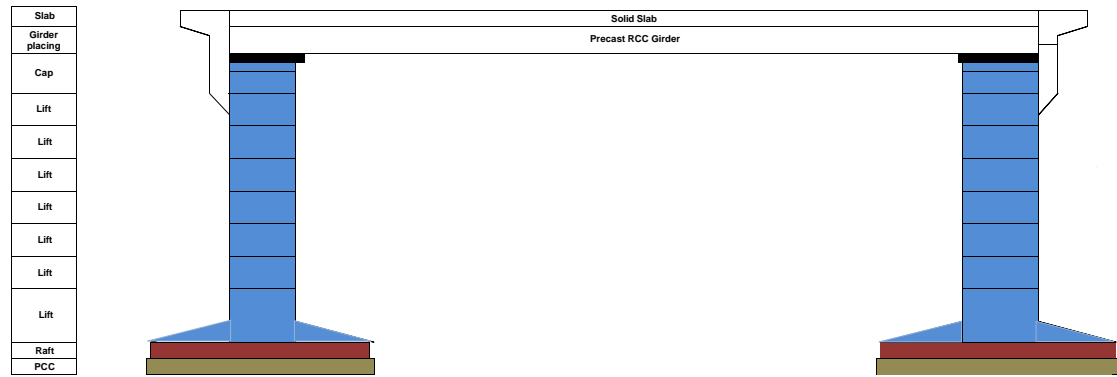 Slab
Solid Slab
Girder
placing
Precast RCC Girder
Cap
Lift
Lift
Lift
Lift
Lift
Lift
Lift
Raft
PCC